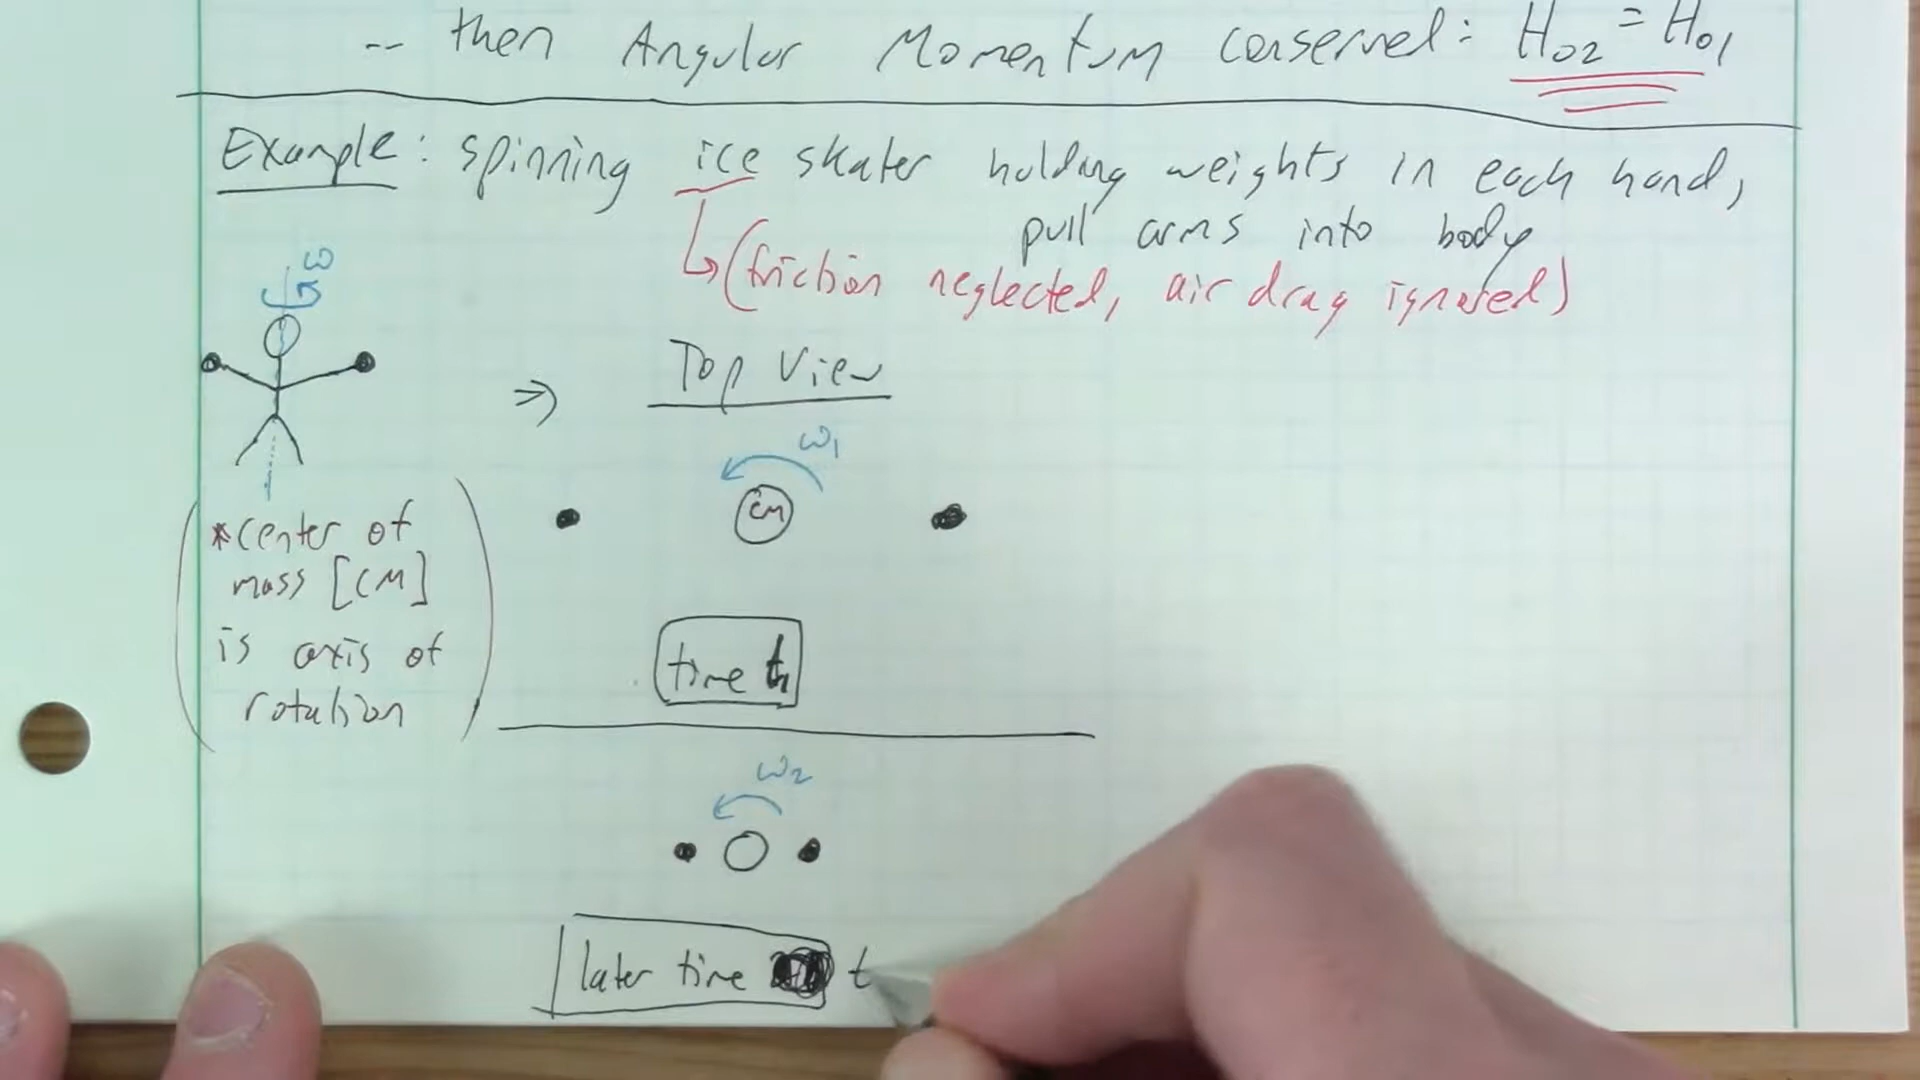 -- then Angular Momentum conserved: H02 = H01
Example: spinning ice skater holding weights in each hand,
pull arms into body
(friction neglected, air drag ignored)
ω
Top View
⇒
ω1
CM
*center of
mass [CM]
is axis of
rotation
time t1
ω2
later time t